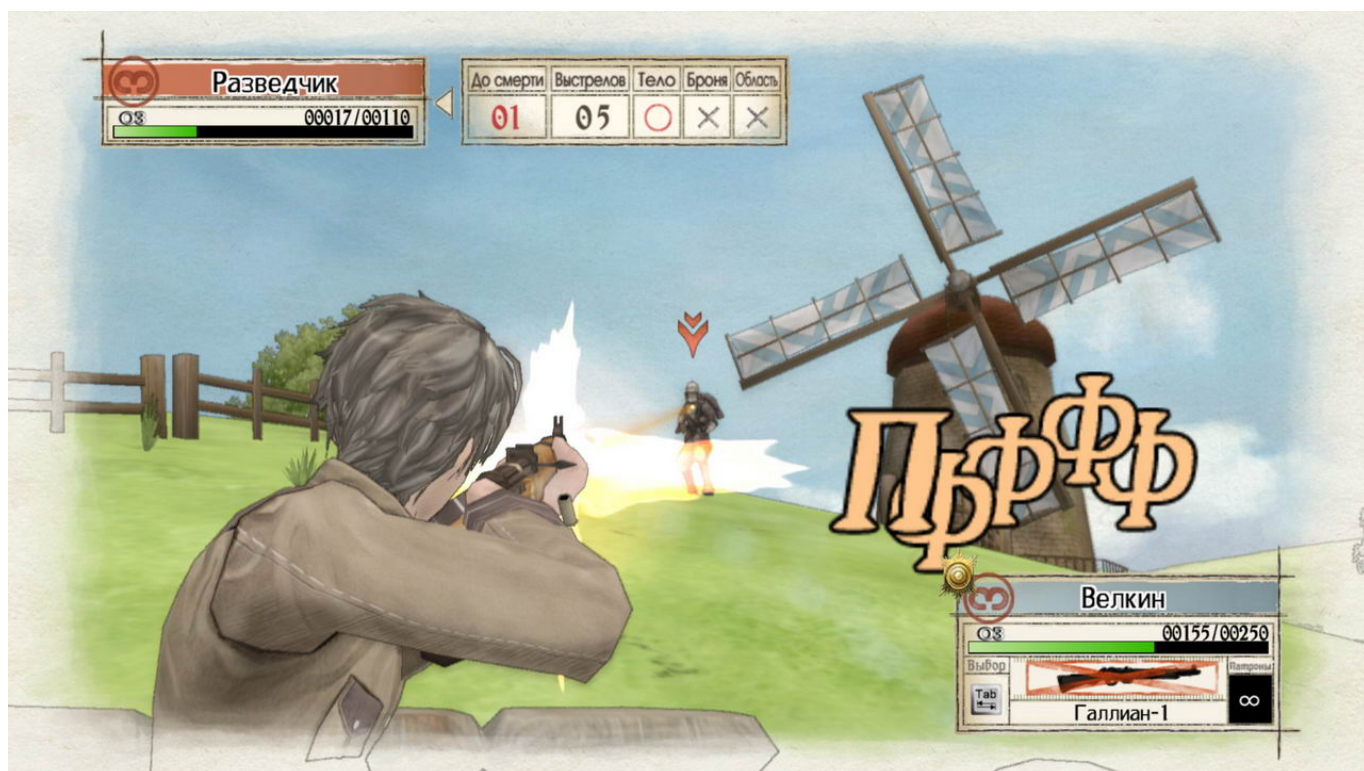 Разведчик
ОЗ 00017/00110
До смерти Выстрелов Тело Броня Область
01 05 ○ × ×
Пьффф
Велкин
ОЗ 00155/00250
Выбор Патроны
Tab ∞
Галлиан-1